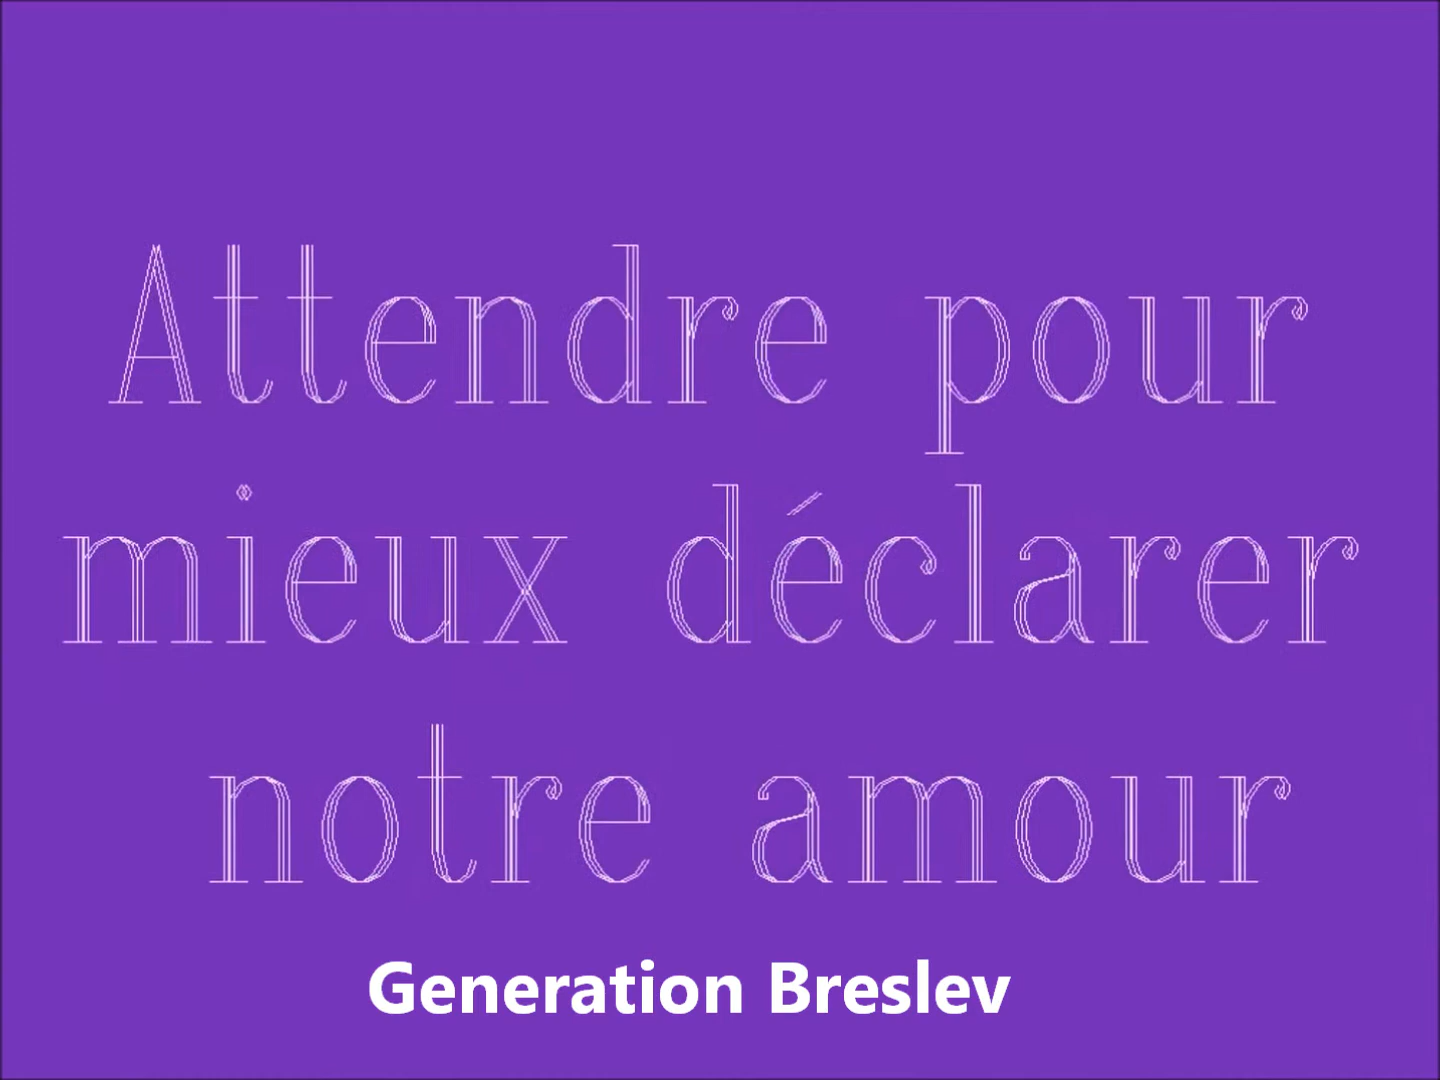 Attendre pour
mieux déclarer
notre amour
Generation Breslev